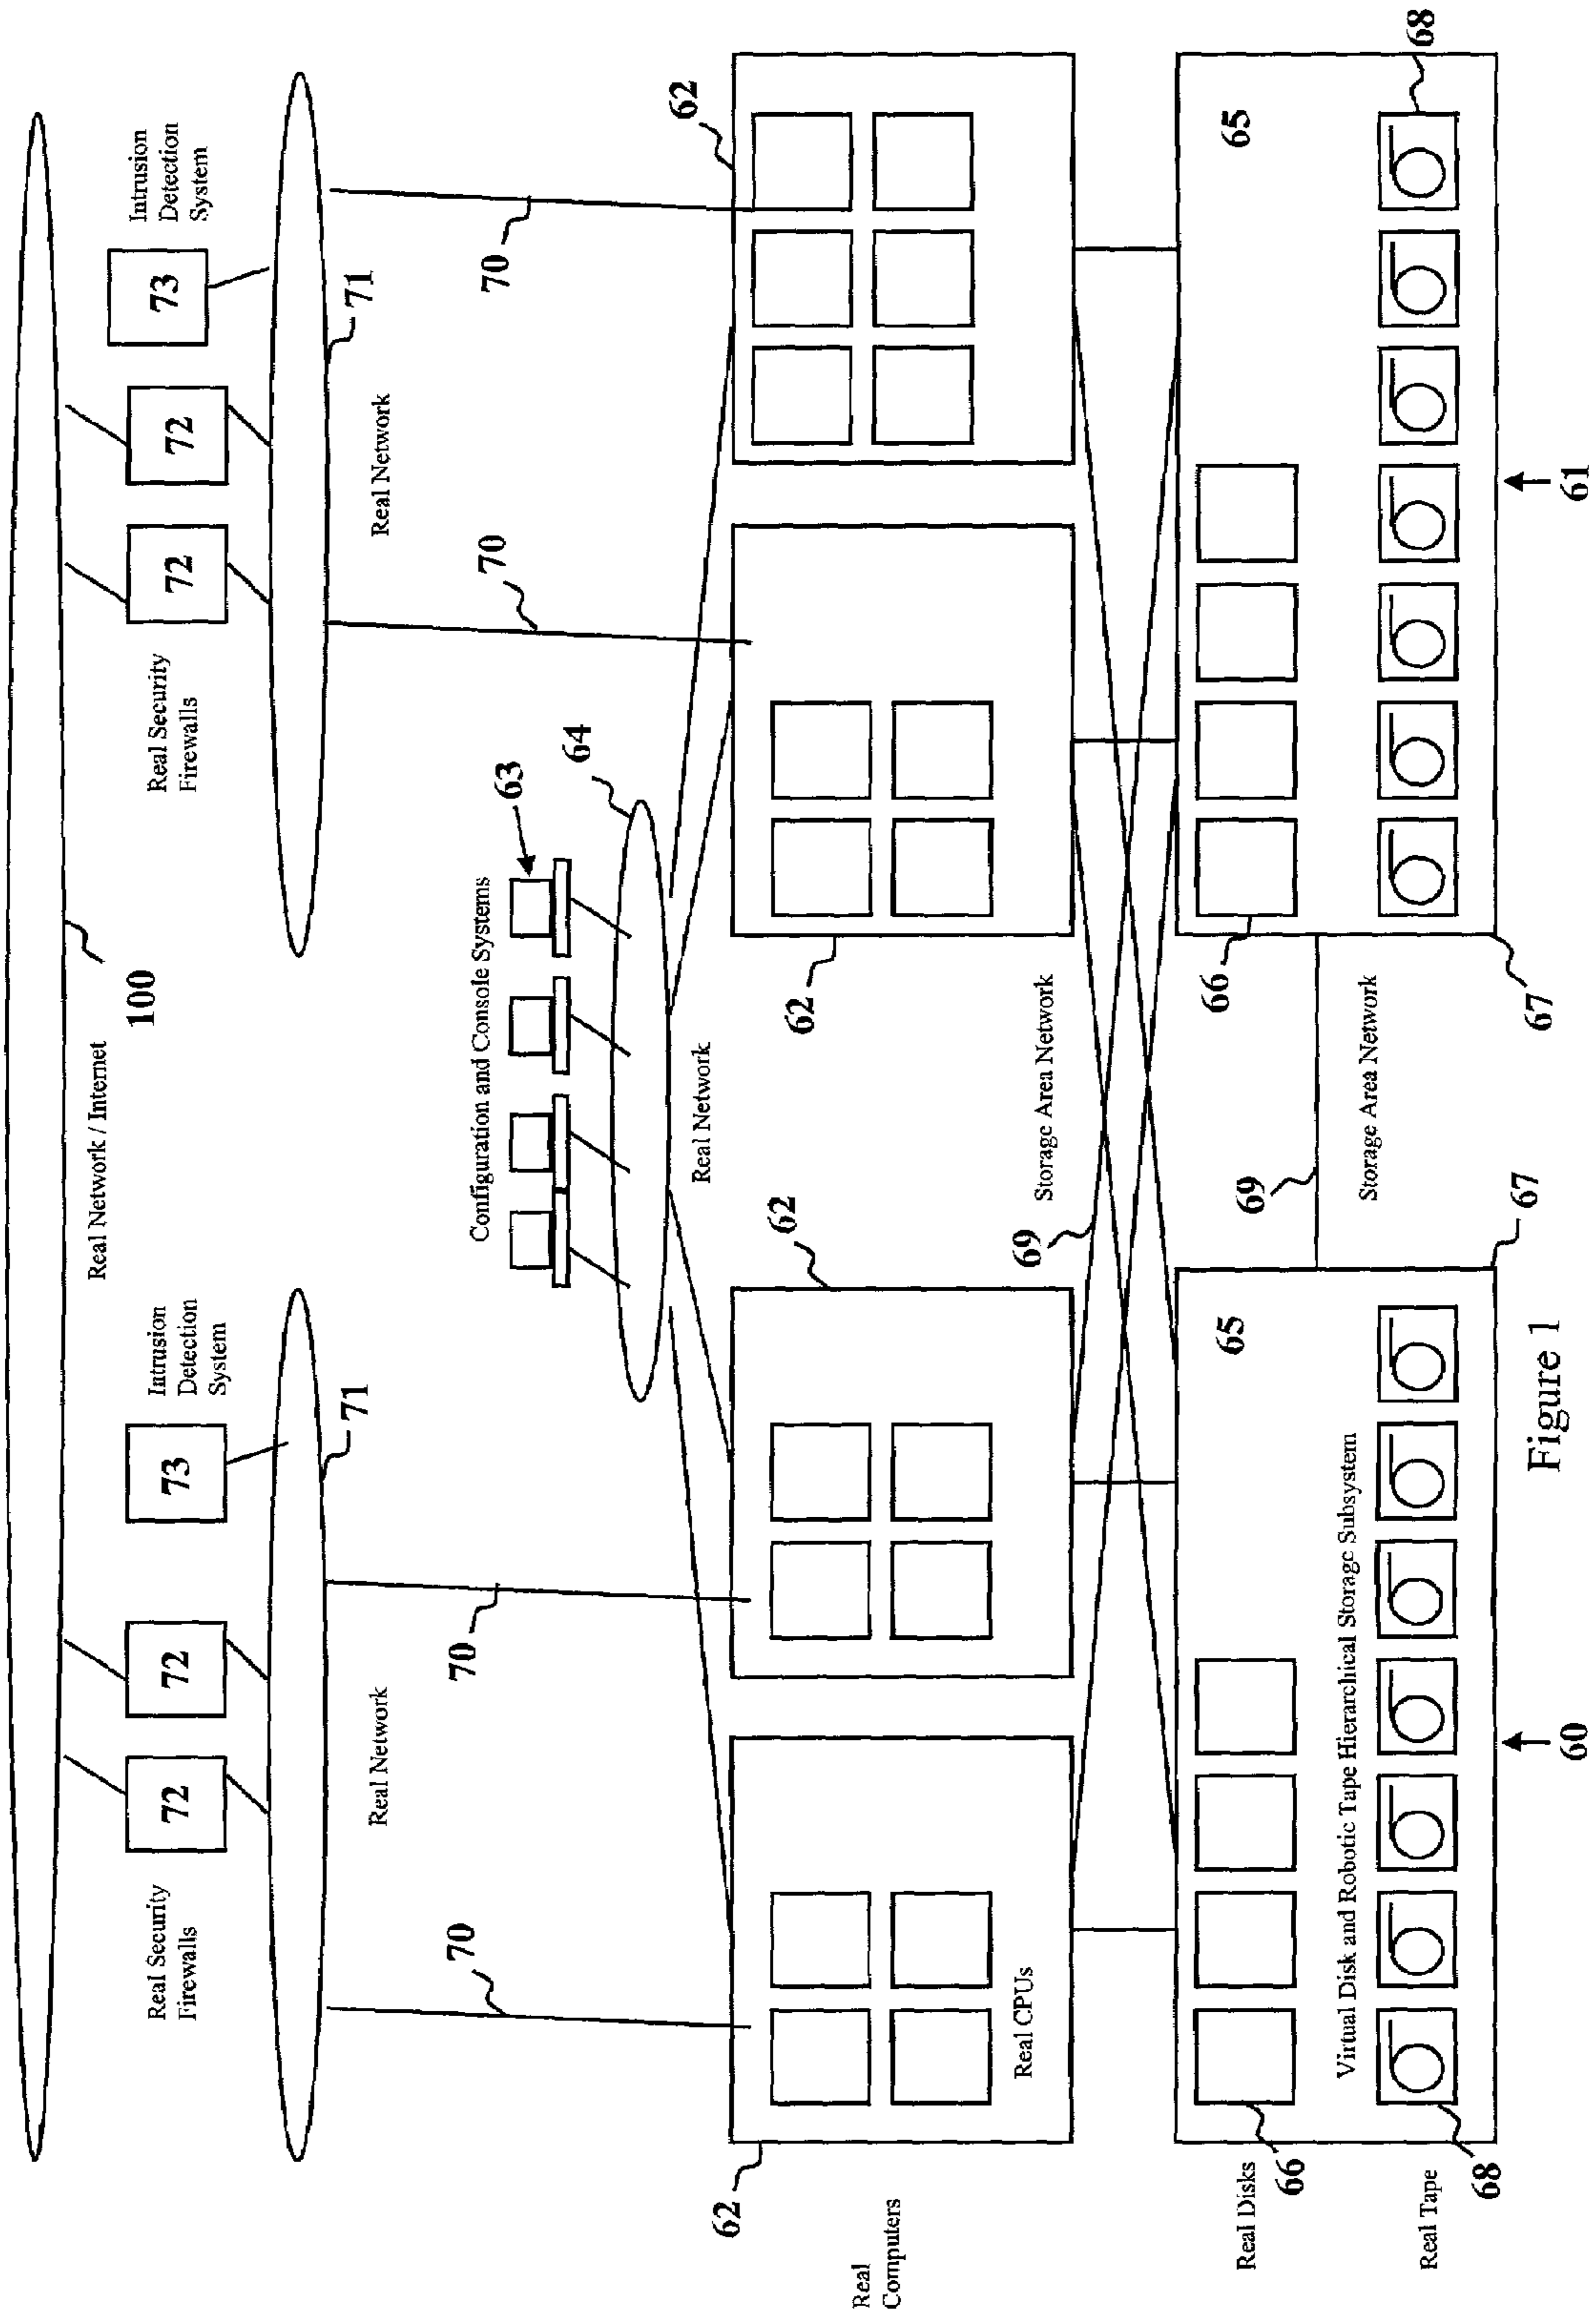 Real Network / Internet
100
Real Security
Firewalls
72
72
73
Intrusion
Detection
System
Real Security
Firewalls
72
72
73
Intrusion
Detection
System
71
Real Network
71
Real Network
70
70
70
70
Configuration and Console Systems
63
64
Real Network
Real
Computers
62
62
62
62
Real CPUs
Storage Area Network
69
Real Disks
66
65
66
65
Virtual Disk and Robotic Tape Hierarchical Storage Subsystem
69
Storage Area Network
Real Tape
68
68
67
67
60
61
Figure 1